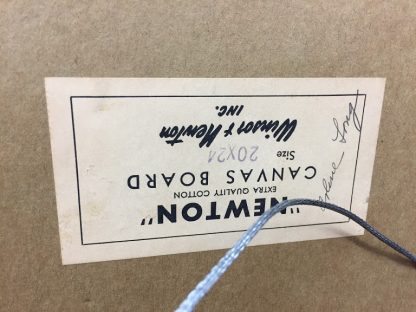 "NEWTON"
EXTRA QUALITY COTTON
CANVAS BOARD
Size 20X24
Winsor & Newton
INC.